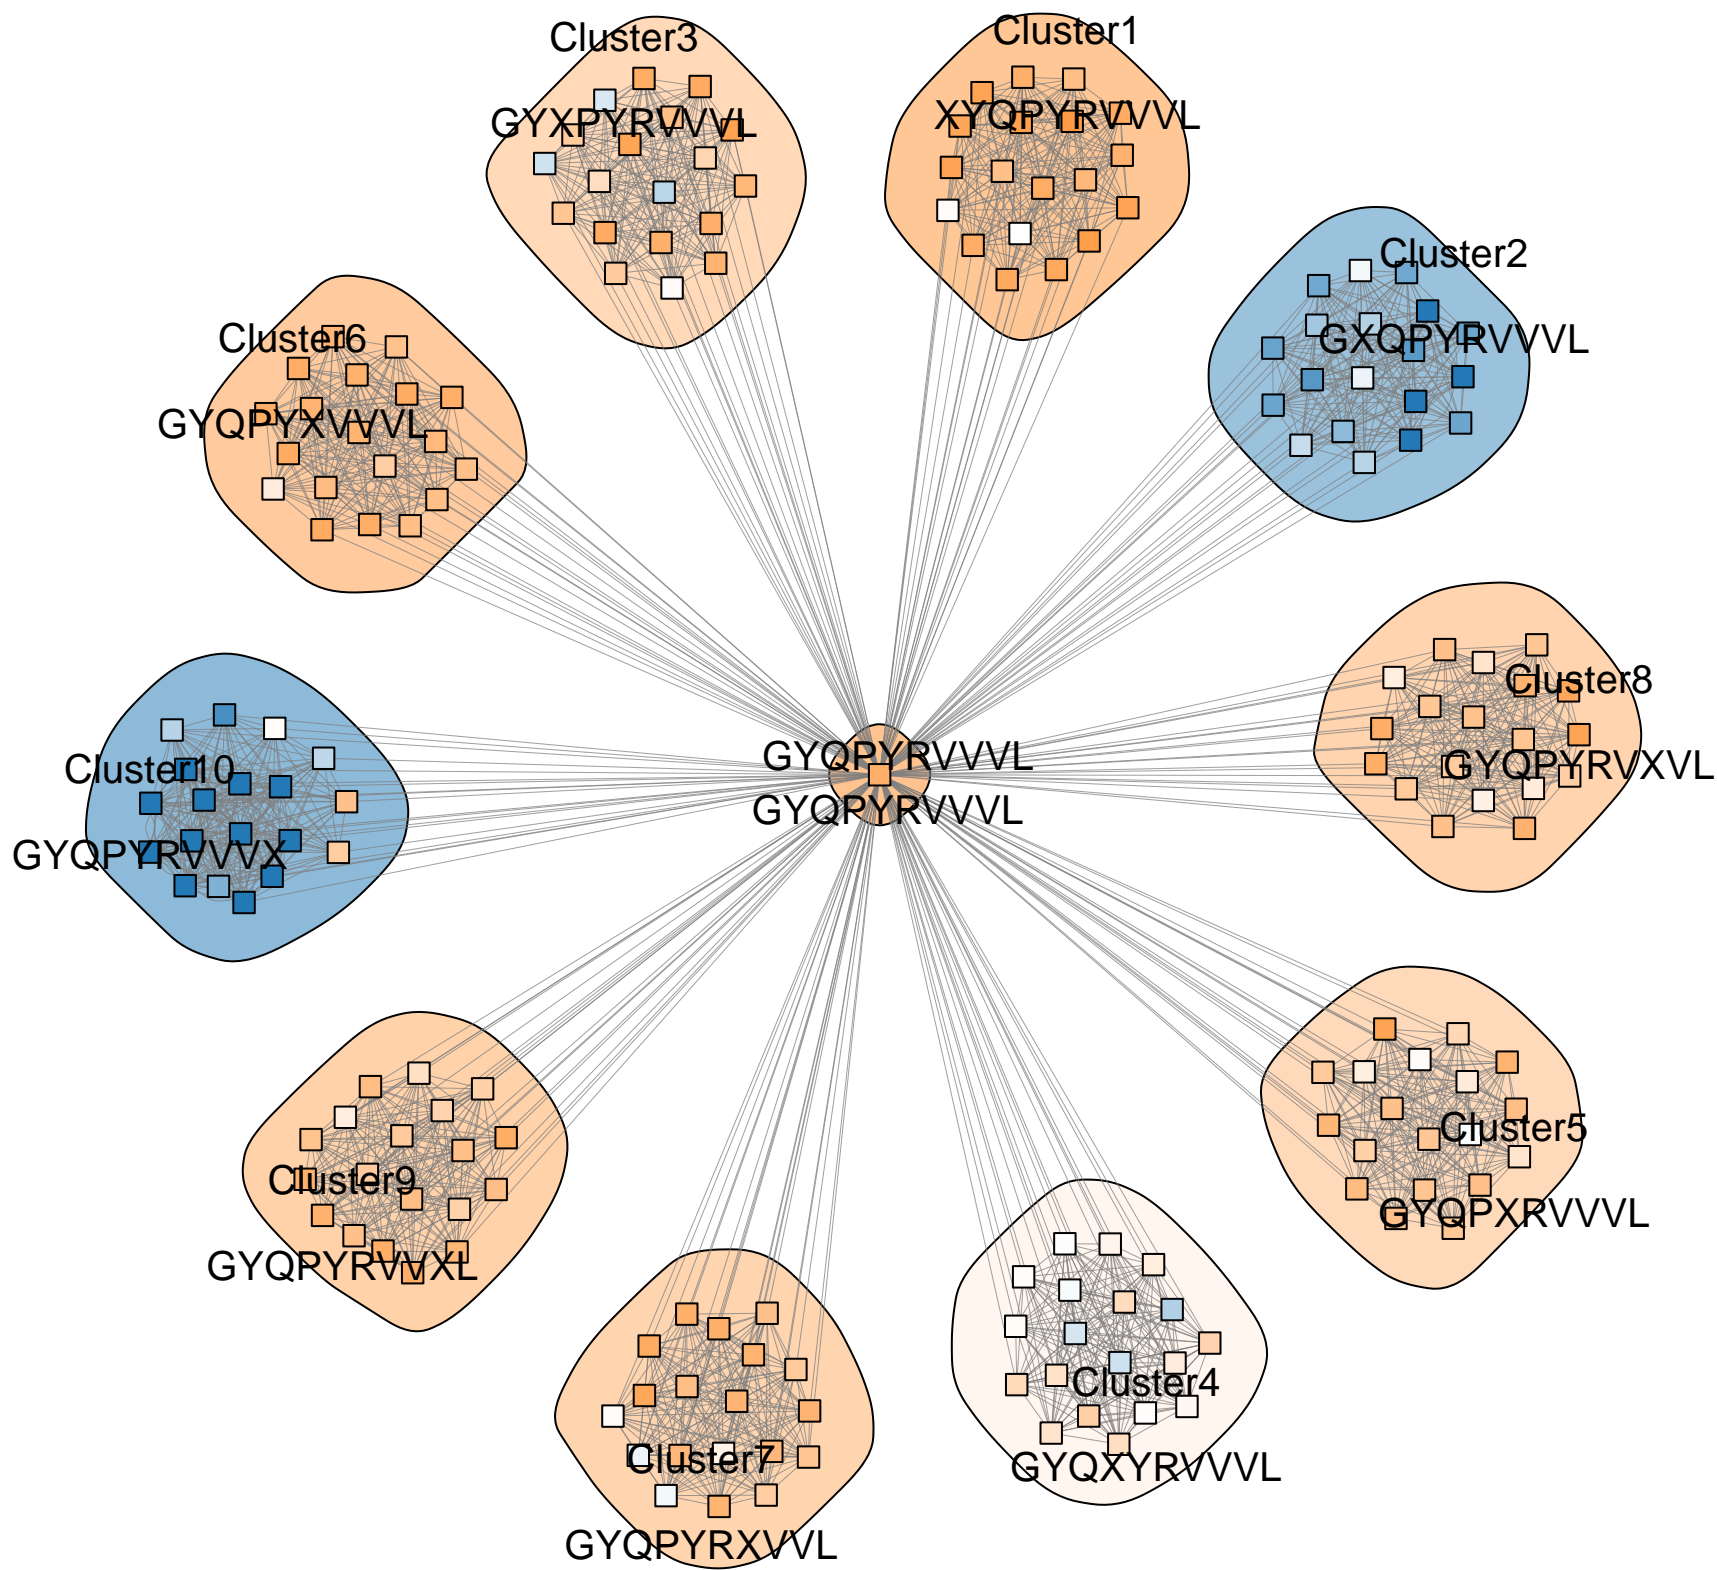 Cluster3
GYXPYRVVVL
Cluster1
XYQPYRVVVL
Cluster2
GXQPYRVVVL
Cluster6
GYQPYXVVVL
Cluster8
GYQPYRVXVL
GYQPYRVVVL
GYQPYRVVVL
Cluster10
GYQPYRVVVX
Cluster5
GYQPXRVVVL
Cluster9
GYQPYRVVXL
Cluster4
GYQXYRVVVL
Cluster7
GYQPYRXVVL